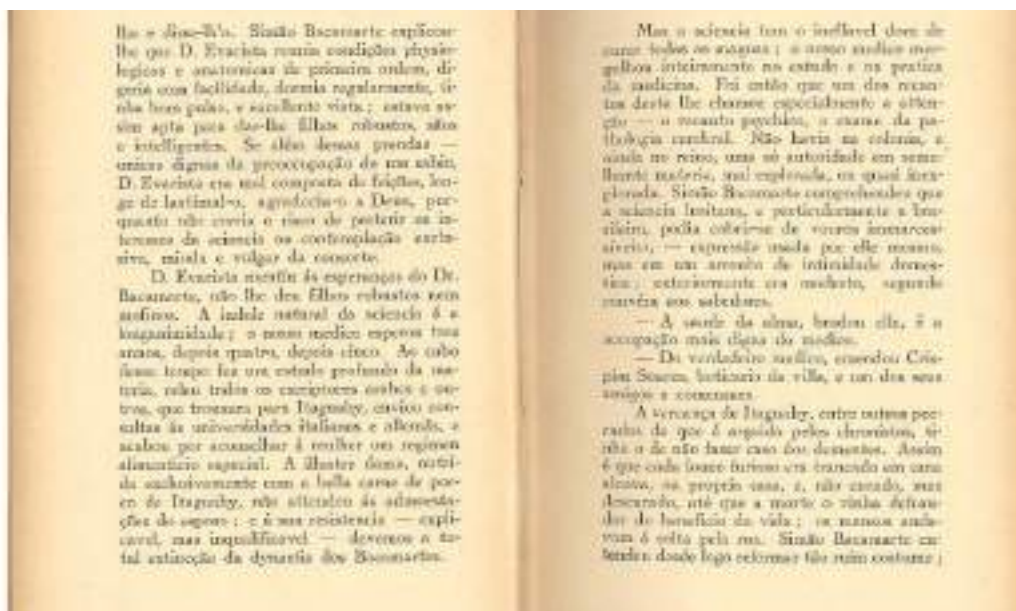 lhe e disse-lh'o. Simão Bacamarte explicou-
lhe que D. Evarista reunia condições physio-
logicas e anatomicas de primeira ordem, di-
geria com facilidade, dormia regularmente, ti-
nha bom pulso, e excellente vista; estava as-
sim apta para dar-lhe filhos robustos, sãos
e intelligentes. Se além dessas prendas —
unicas dignas da preoccupação de um sabio,
D. Evarista era mal composta de feições, lon-
ge de lastimal-o, agradecia-o a Deus, por-
quanto não corria o risco de preterir os in-
teresses da sciencia na contemplação exclu-
siva, miuda e vulgar da consorte.
D. Evarista mentiu ás esperanças do Dr.
Bacamarte, não lhe deu filhos robustos nem
mofinos. A indole natural da sciencia é a
longanimidade; o nosso medico esperou tres
annos, depois quatro, depois cinco. Ao cabo
desse tempo fez um estudo profundo da ma-
teria, releu todos os escriptores arabes e ou-
tros, que trouxera para Itaguahy, enviou con-
sultas ás universidades italianas e allemãs, e
acabou por aconselhar á mulher um regimen
alimenticio especial. A illustre dama, nutri-
da exclusivamente com a bella carne de por-
co de Itaguahy, não attendeu ás admoesta-
ções do esposo; e á sua resistencia — expli-
cavel, mas inqualificavel — devemos a to-
tal extincção da dynastia dos Bacamartes.
Mas a sciencia tem o ineffavel dom de
curar todas as maguas; o nosso medico mer-
gulhou inteiramente no estudo e na pratica
da medicina. Foi então que um dos recan-
tos desta lhe chamou especialmente a atten-
ção — o recanto psychico, o exame da pa-
thologia cerebral. Não havia na colonia, e
ainda no reino, uma só autoridade em seme-
lhante materia, mal explorada, ou quasi inex-
plorada. Simão Bacamarte comprehendeu que
a sciencia lusitana, e particularmente a bra-
zileira, podia cobrir-se de «louros immarces-
siveis», — expressão usada por elle mesmo,
mas em um arroubo de intimidade domes-
tica; exteriormente era modesto, segundo
convém aos sabedores.
— A saude da alma, bradou elle, é a
occupação mais digna do medico.
— Do verdadeiro medico, emendou Cris-
pim Soares, boticario da villa, e um dos seus
amigos e comensaes.
A vereança de Itaguahy, entre outros pec-
cados de que é arguida pelos chronistas, ti-
nha o de não fazer caso dos dementes. Assim
é que cada louco furioso era trancado em uma
alcova, na propria casa, e, não curado, mas
descurado, até que a morte o vinha defrau-
dar do beneficio da vida; os mansos anda-
vam á solta pela rua. Simão Bacamarte en-
tendeu desde logo reformar tão ruim costume;